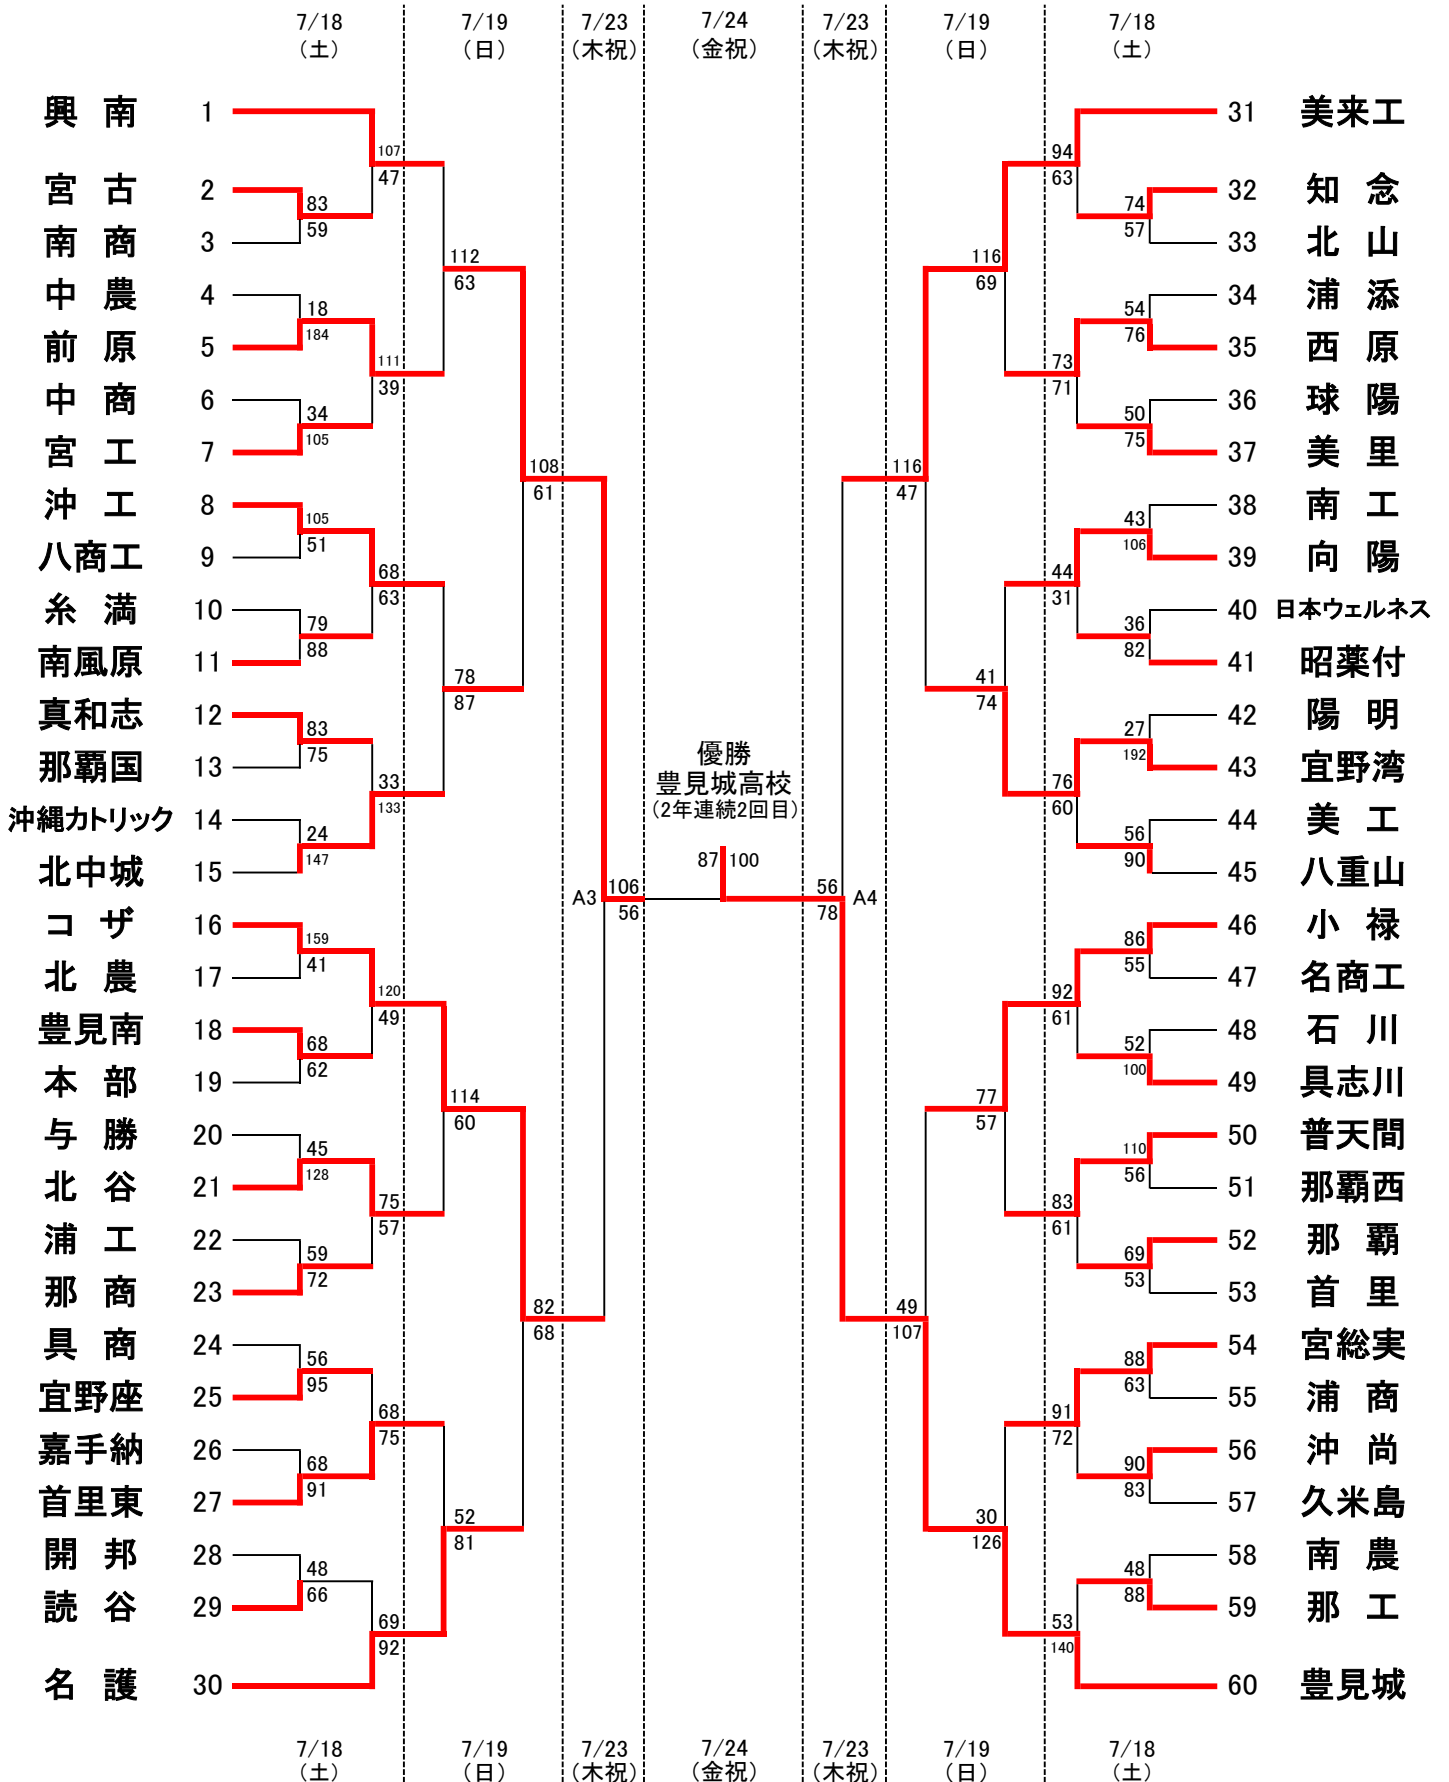 7/18 7/19 7/23 7/24 7/23 7/19 7/18
(土) (日) (木祝) (金祝) (木祝) (日) (土)
興 南 1 31 美来工
107 94
47 63
宮 古 2 32 知 念
83 74
59 57
南 商 3 33 北 山
112 116
63 69
中 農 4 34 浦 添
18 54
184 76
前 原 5 35 西 原
111 73
39 71
中 商 6 36 球 陽
34 50
105 75
宮 工 7 37 美 里
108 116
61 47
沖 工 8 38 南 工
105 43
51 106
八商工 9 39 向 陽
68 44
63 31
糸 満 10 40 日本ウェルネス
79 36
88 82
南風原 11 41 昭薬付
78 41
87 74
真和志 12 42 陽 明
83 27
75 192
那覇国 13 43 宜野湾
優勝
豊見城高校
(2年連続2回目)
33 76
133 60
沖縄カトリック 14 44 美 工
24 56
147 90
北中城 15 45 八重山
87 100
A3 106 56 A4
56 78
コ ザ 16 46 小 禄
159 86
41 55
北 農 17 47 名商工
120 92
49 61
豊見南 18 48 石 川
68 52
62 100
本 部 19 49 具志川
114 77
60 57
与 勝 20 50 普天間
45 110
128 56
北 谷 21 51 那覇西
75 83
57 61
浦 工 22 52 那 覇
59 69
72 53
那 商 23 53 首 里
82 49
68 107
具 商 24 54 宮総実
56 88
95 63
宜野座 25 55 浦 商
68 91
75 72
嘉手納 26 56 沖 尚
68 90
91 83
首里東 27 57 久米島
52 30
81 126
開 邦 28 58 南 農
48 48
66 88
読 谷 29 59 那 工
69 53
92 140
名 護 30 60 豊見城
7/18 7/19 7/23 7/24 7/23 7/19 7/18
(土) (日) (木祝) (金祝) (木祝) (日) (土)